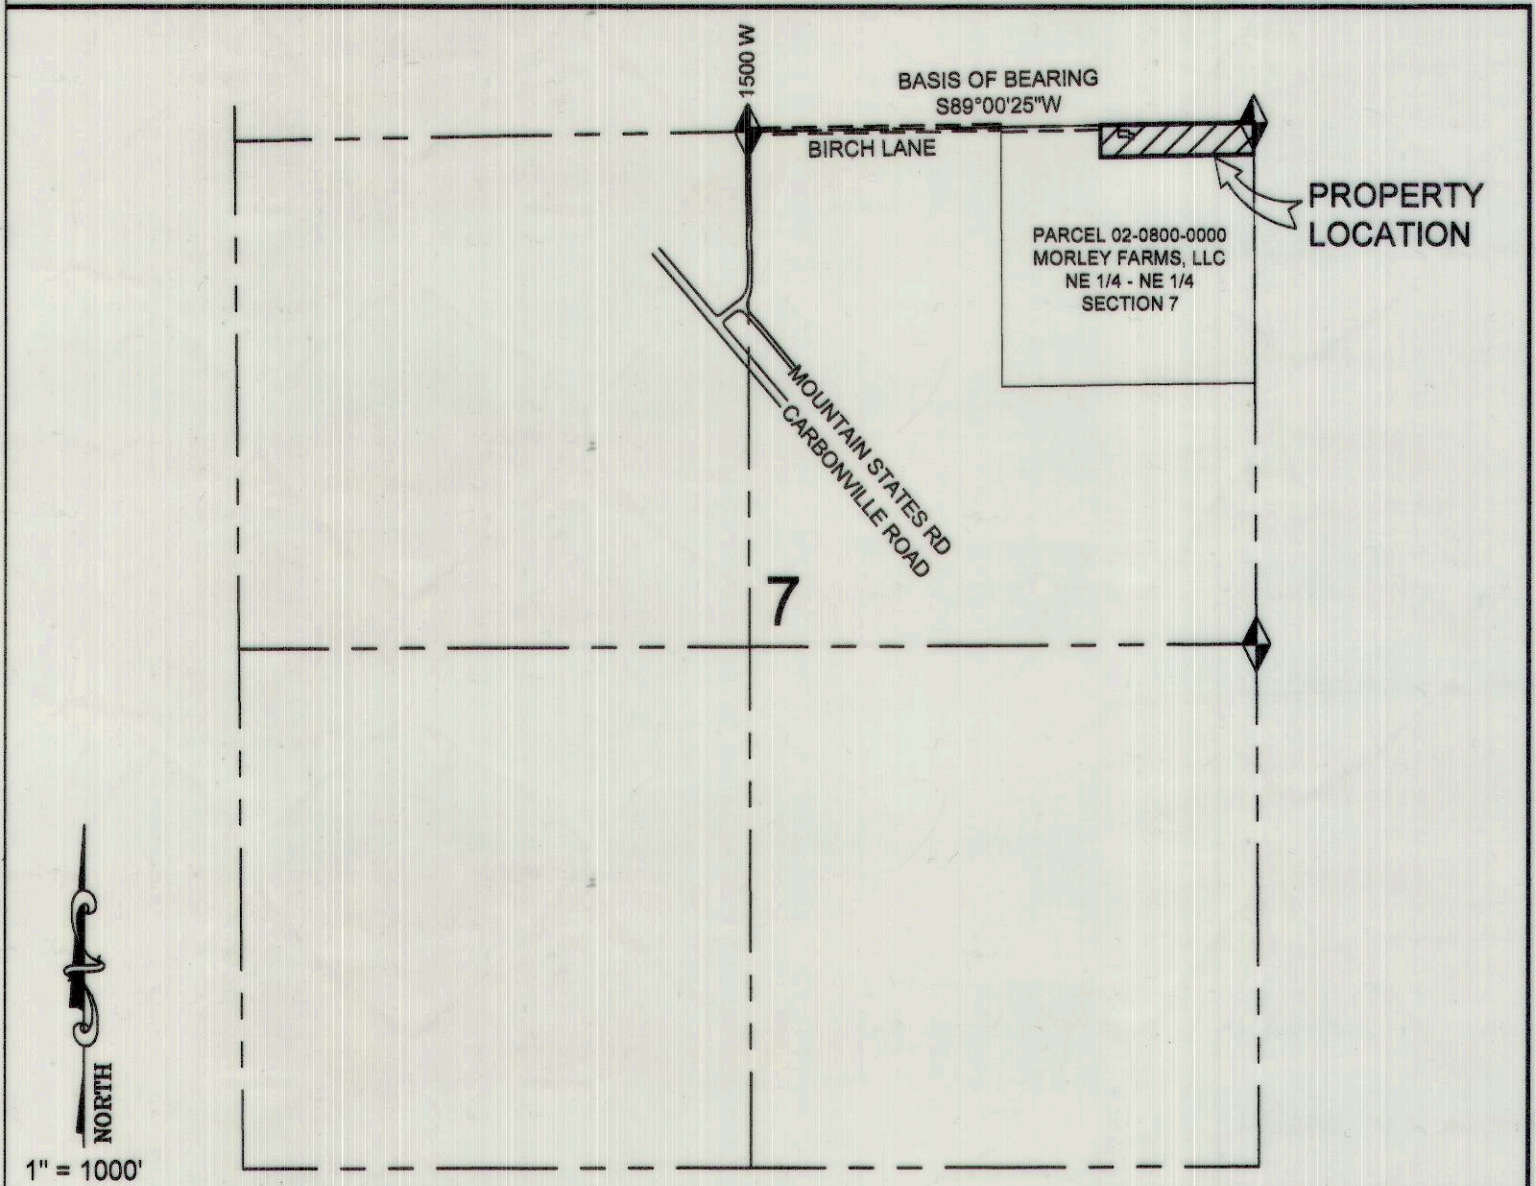 1500 W
BASIS OF BEARING
S89°00'25"W
BIRCH LANE
PROPERTY
LOCATION
PARCEL 02-0800-0000
MORLEY FARMS, LLC
NE 1/4 - NE 1/4
SECTION 7
MOUNTAIN STATES RD
CARBONVILLE ROAD
7
NORTH
1" = 1000'